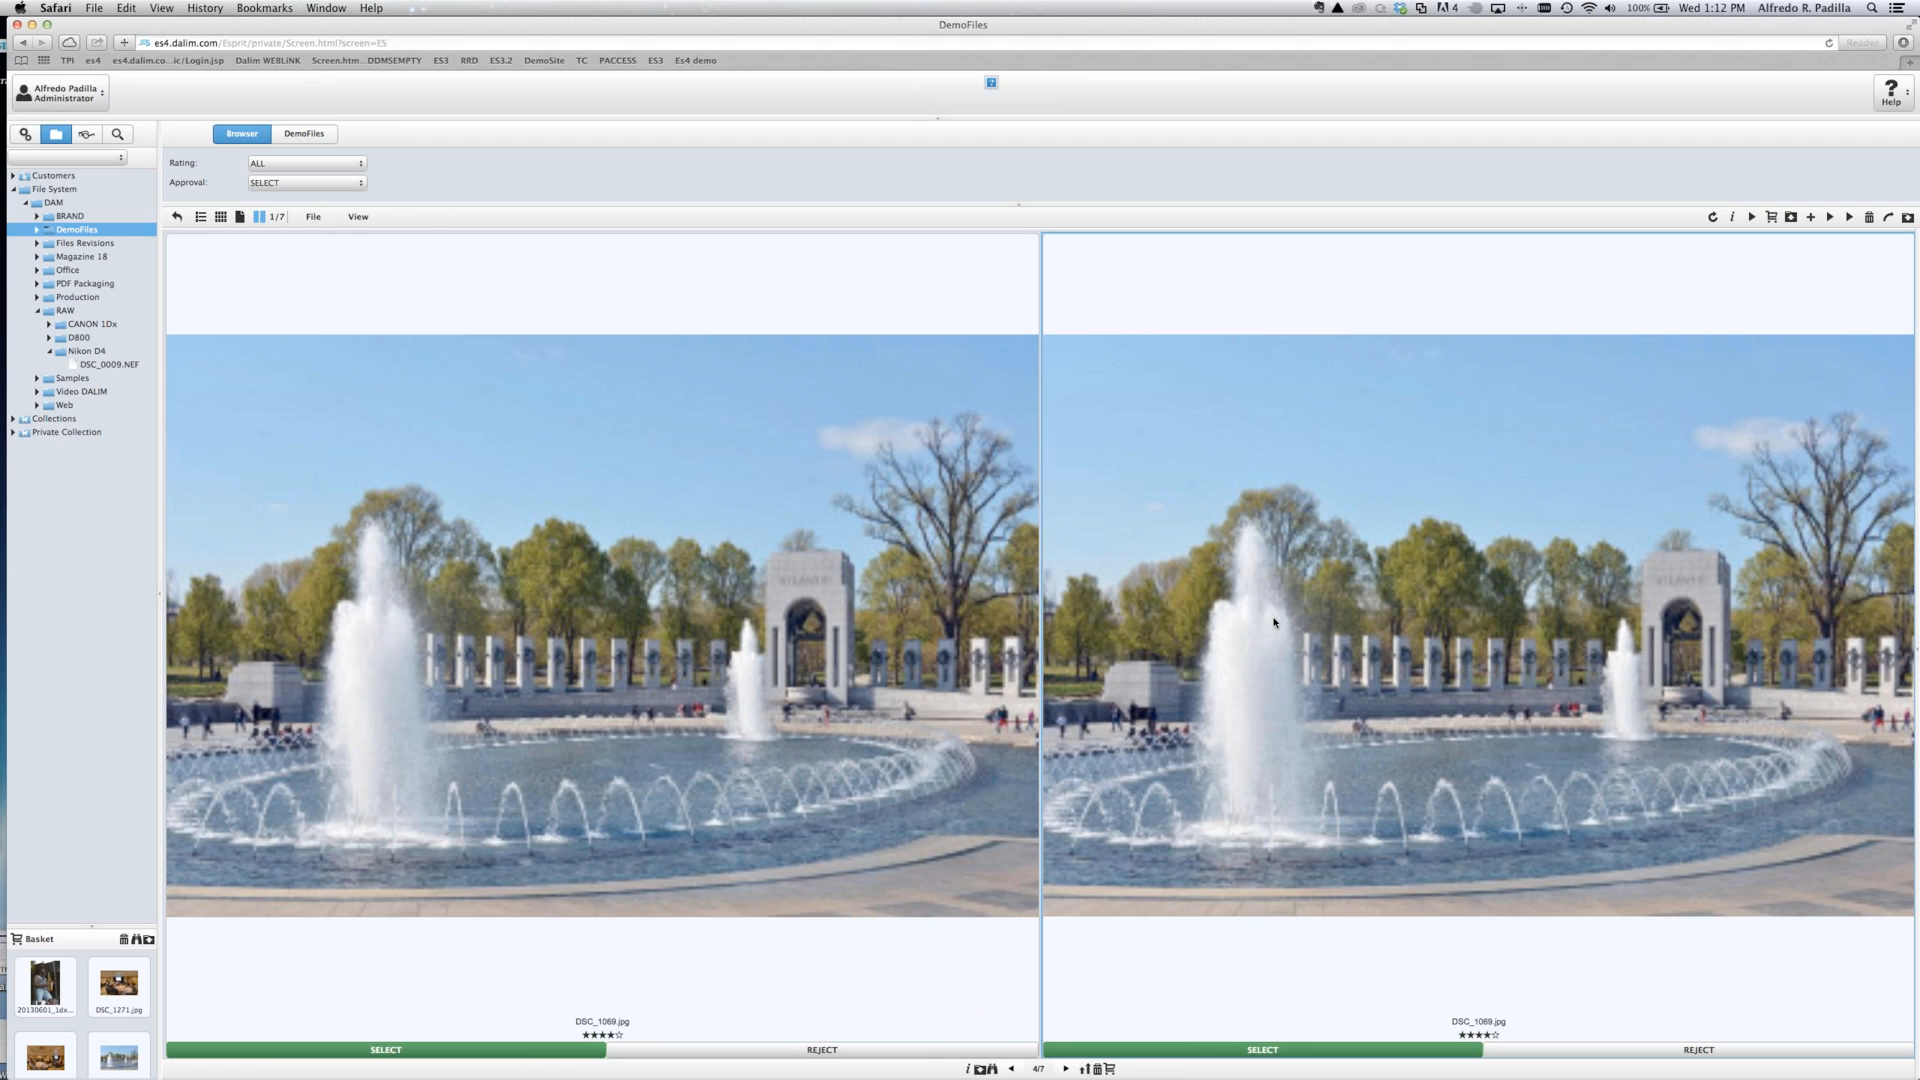 Safari File Edit View History Bookmarks Window Help
4 100% Wed 1:12 PM Alfredo R. Padilla
DemoFiles
es4.dalim.com/Esprit/private/Screen.html?screen=ES
Reader
TPI es4 es4.dalim.co...ic/Login.jsp Dalim WEBLiNK Screen.htm...DDMSEMPTY ES3 RRD ES3.2 DemoSite TC PACCESS ES3 Es4 demo
Alfredo Padilla
Administrator
?
Help
Browser DemoFiles
Rating: ALL
Approval: SELECT
1/7 File View
Customers
File System
DAM
BRAND
DemoFiles
Files Revisions
Magazine 18
Office
PDF Packaging
Production
RAW
CANON 1Dx
D800
Nikon D4
DSC_0009.NEF
Samples
Video DALIM
Web
Collections
Private Collection
ATLANTIC
ATLANTIC
Basket
20130601_1dx...
DSC_1271.jpg
DSC_1069.jpg
★★★★☆
SELECT REJECT
DSC_1069.jpg
★★★★☆
SELECT REJECT
4/7